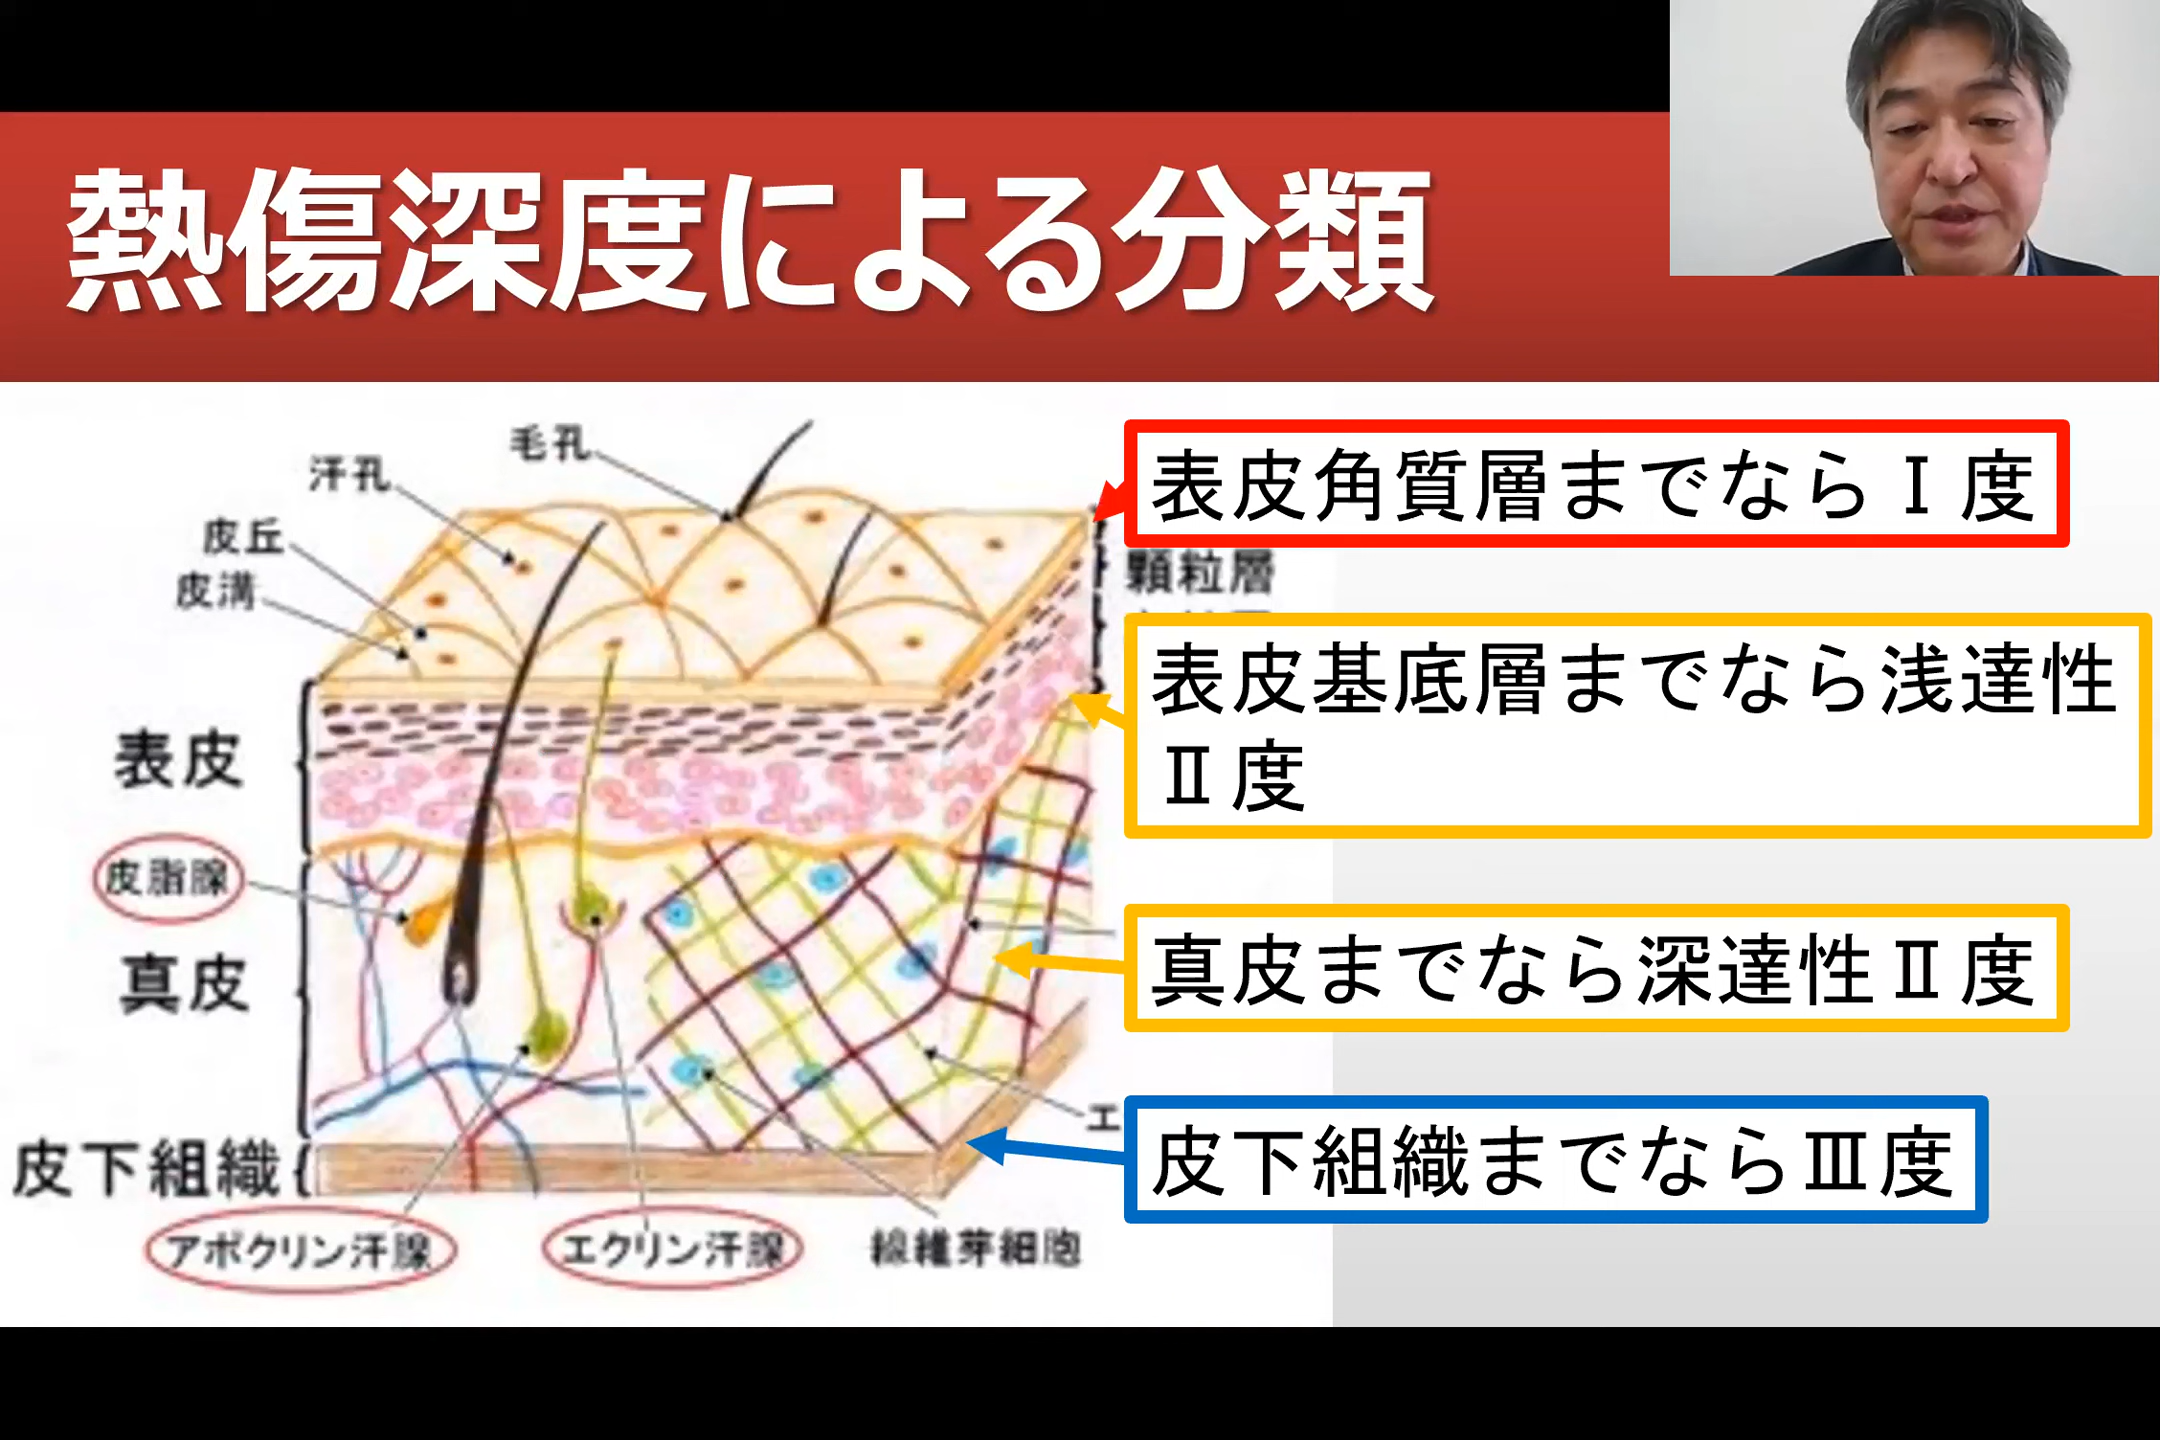 熱傷深度による分類
毛孔
汗孔
皮丘
皮溝
表皮
皮脂腺
真皮
皮下組織
アポクリン汗腺
エクリン汗腺
線維芽細胞
表皮角質層までならⅠ度
顆粒層
表皮基底層までなら浅達性
Ⅱ度
真皮までなら深達性Ⅱ度
エ
皮下組織までならⅢ度